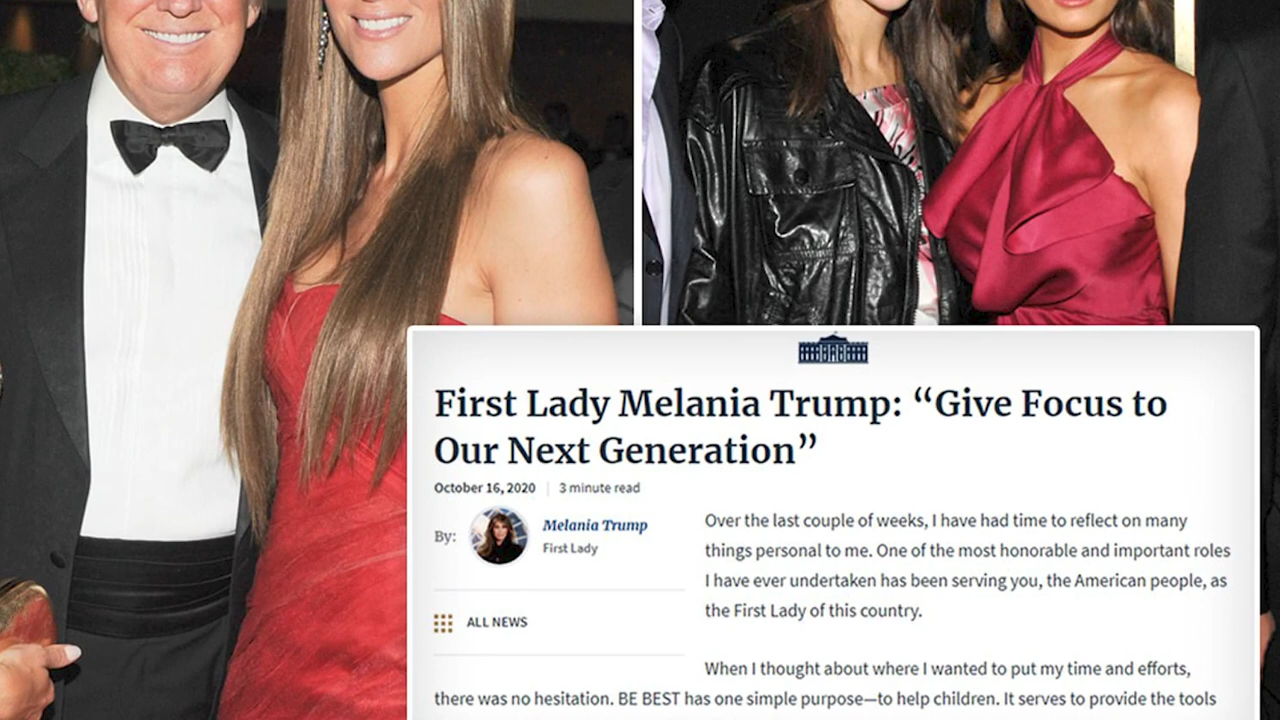 First Lady Melania Trump: “Give Focus to
Our Next Generation”
October 16, 2020 | 3 minute read
By:
Melania Trump
First Lady
ALL NEWS
Over the last couple of weeks, I have had time to reflect on many
things personal to me. One of the most honorable and important roles
I have ever undertaken has been serving you, the American people, as
the First Lady of this country.
When I thought about where I wanted to put my time and efforts,
there was no hesitation. BE BEST has one simple purpose—to help children. It serves to provide the tools